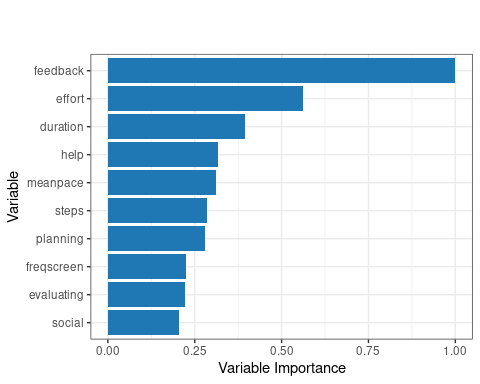 feedback
effort
duration
help
meanpace
steps
planning
freqscreen
evaluating
social
Variable
0.00 0.25 0.50 0.75 1.00
Variable Importance